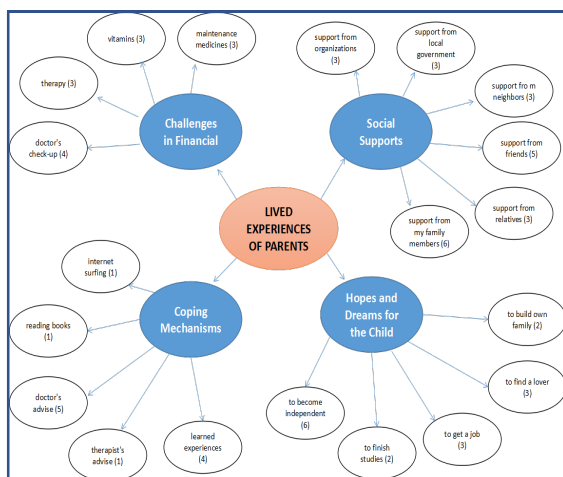 vitamins (3)
maintenance
medicines (3)
therapy (3)
doctor's
check-up (4)
Challenges
in Financial
support from
organizations
(3)
support from
local
government
(3)
support fro m
neighbors (3)
support from
friends (5)
support from
relatives (3)
support from
my family
members (6)
Social
Supports
LIVED
EXPERIENCES
OF PARENTS
internet
surfing (1)
reading books
(1)
doctor's
advise (5)
therapist's
advise (1)
learned
experiences
(4)
Coping
Mechanisms
Hopes and
Dreams for
the Child
to build own
family (2)
to find a lover
(3)
to get a job
(3)
to finish
studies (2)
to become
independent
(6)